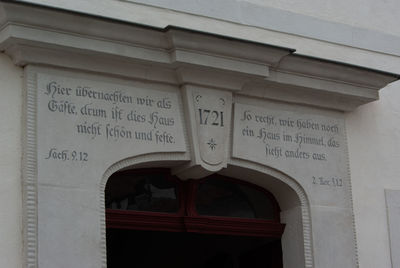 Hier übernachten wir als
Gäste, drum ist dies Haus
nicht schön und feste.
Sach. 9.12
1721
So recht, wir haben noch
ein Haus im Himmel, das
sieht anders aus.
2. Kor. 5.1.2